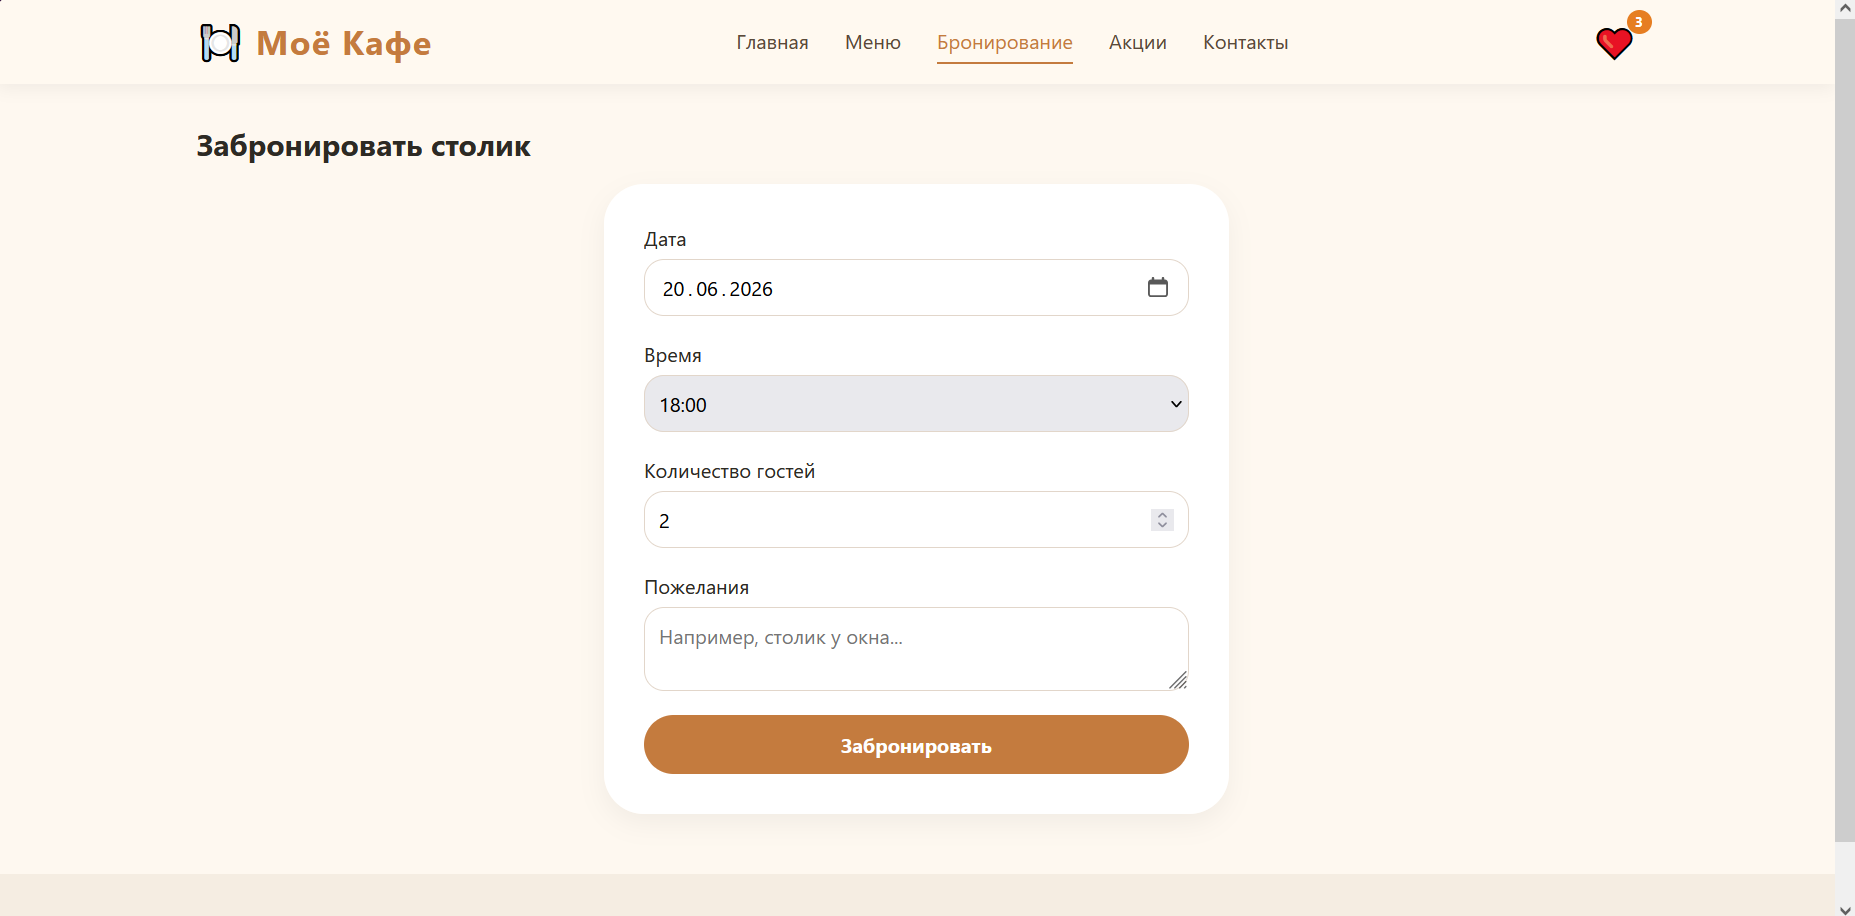 Моё Кафе
Главная Меню Бронирование Акции Контакты
3
Забронировать столик
Дата
20.06.2026
Время
18:00
Количество гостей
2
Пожелания
Например, столик у окна...
Забронировать